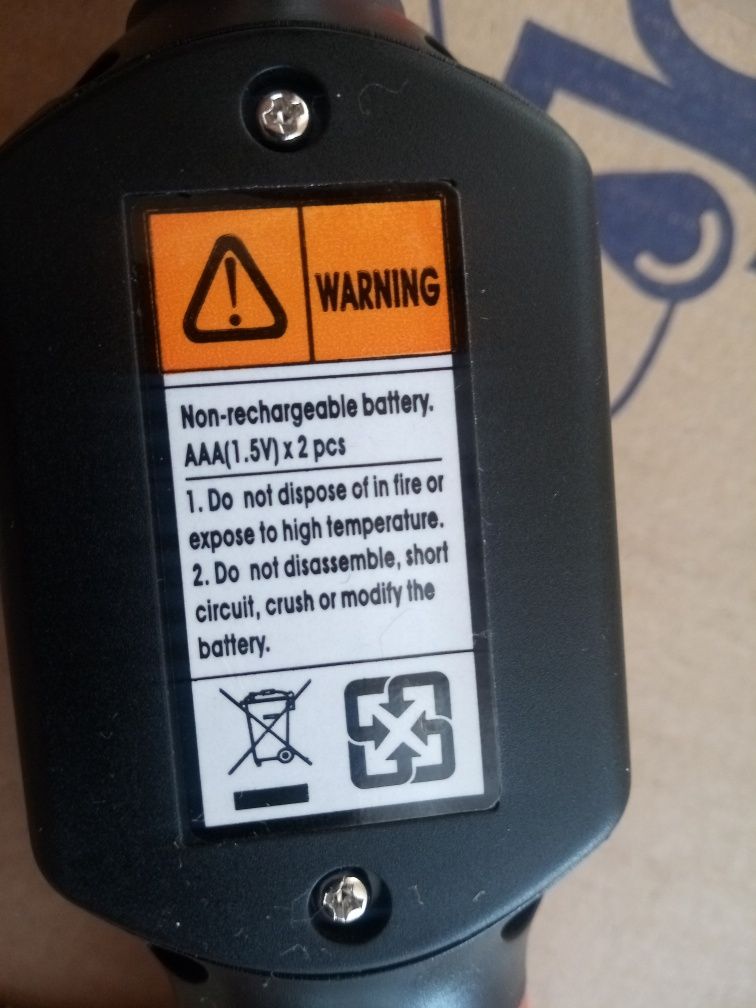 WARNING
Non-rechargeable battery.
AAA(1.5V) x 2 pcs
1. Do not dispose of in fire or
expose to high temperature.
2. Do not disassemble, short
circuit, crush or modify the
battery.